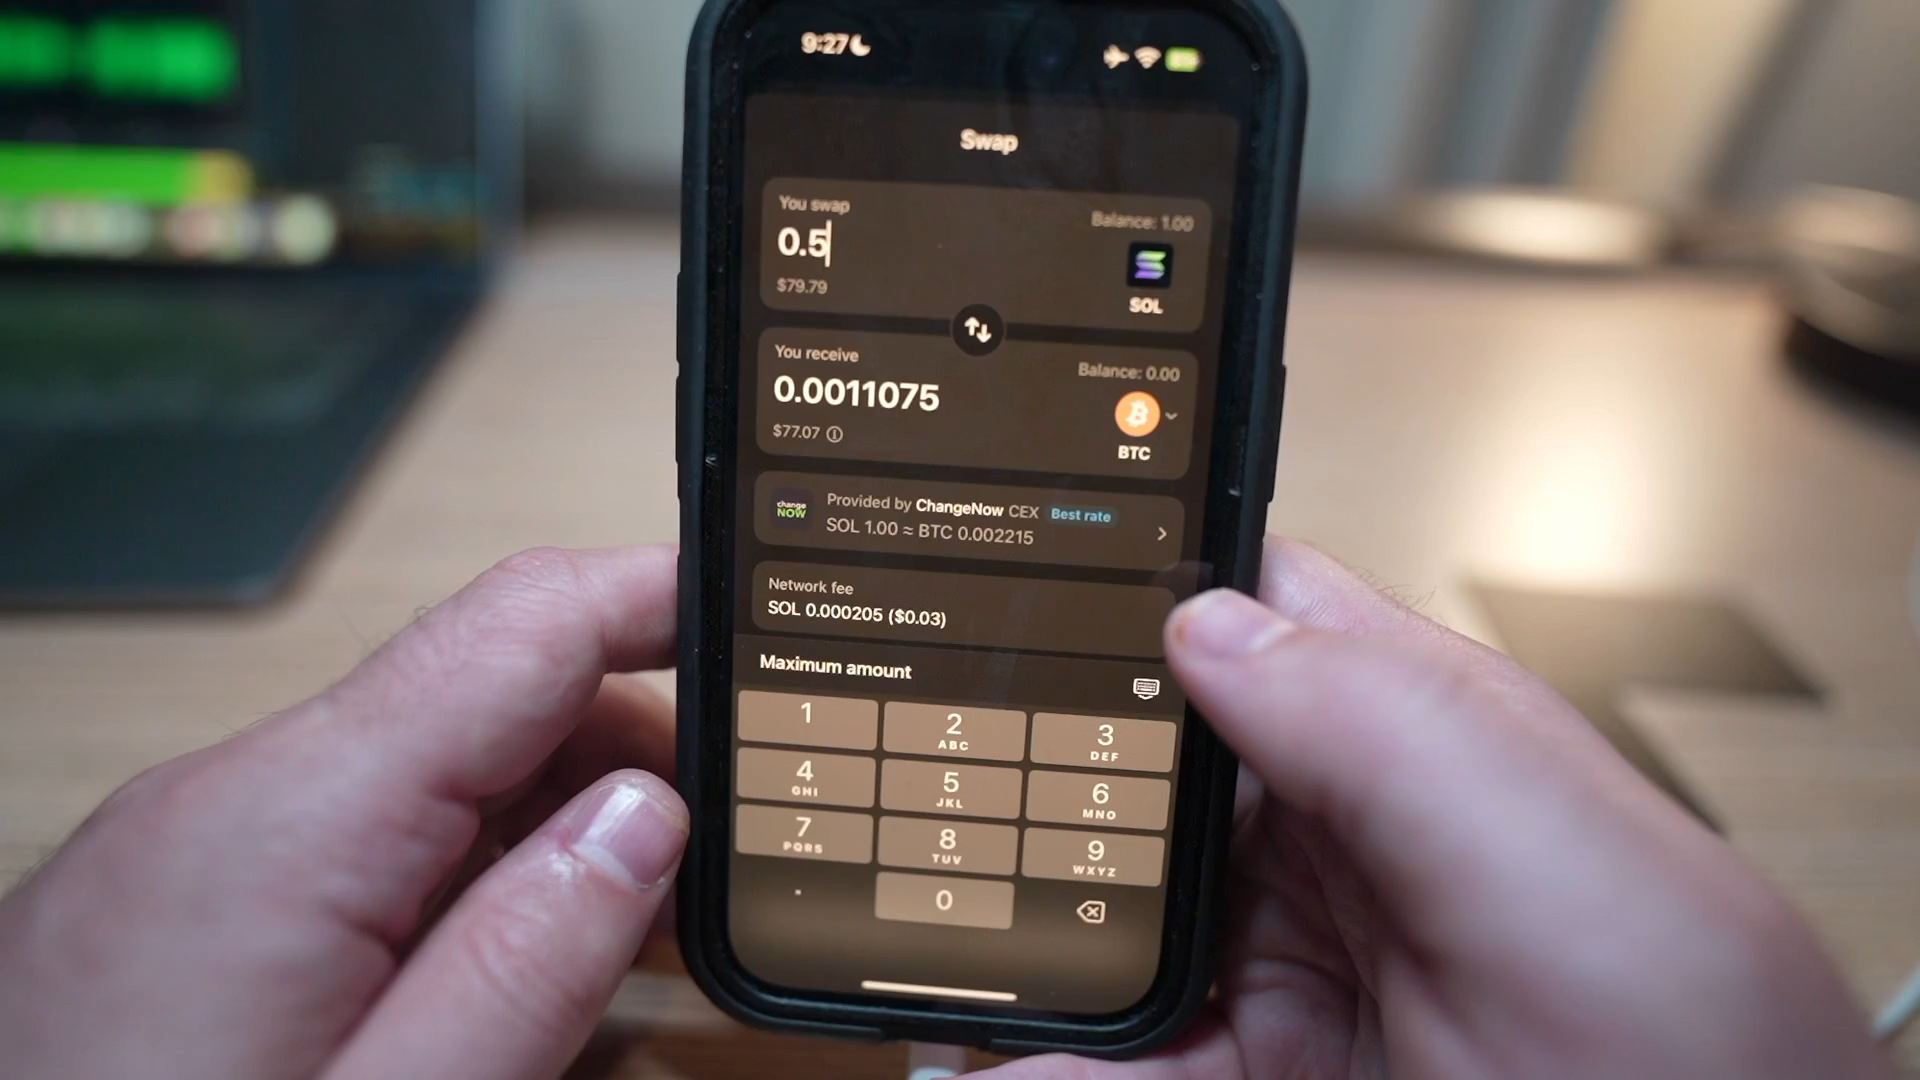 9:27
Swap
You swap
Balance: 1.00
0.5
$79.79
SOL
You receive
Balance: 0.00
0.0011075
$77.07
BTC
change NOW
Provided by ChangeNow CEX Best rate
SOL 1.00 ≈ BTC 0.002215
Network fee
SOL 0.000205 ($0.03)
Maximum amount
1
2 ABC
3 DEF
4 GHI
5 JKL
6 MNO
7 PQRS
8 TUV
9 WXYZ
.
0